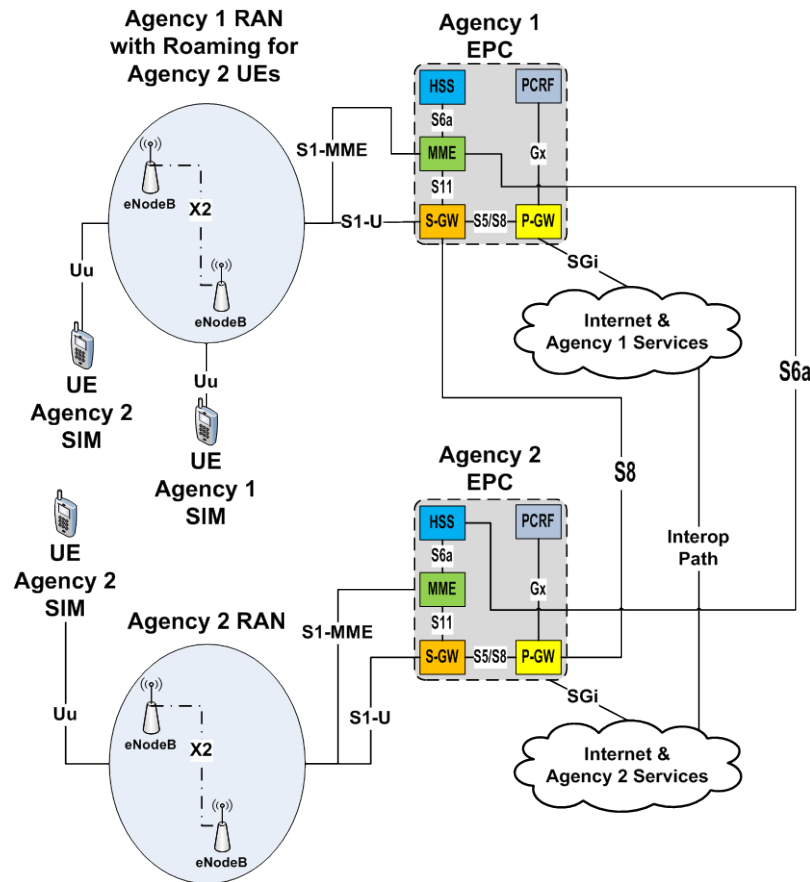 Agency 1 RAN
with Roaming for
Agency 2 UEs
Agency 1
EPC
HSS
PCRF
S6a
Gx
MME
S11
S-GW
S5/S8
P-GW
S1-MME
S1-U
eNodeB
X2
eNodeB
Uu
Uu
UE
Agency 2
SIM
UE
Agency 1
SIM
SGi
Internet &
Agency 1 Services
S6a
S8
Interop
Path
UE
Agency 2
SIM
Agency 2 RAN
Agency 2
EPC
HSS
PCRF
S6a
Gx
MME
S11
S-GW
S5/S8
P-GW
S1-MME
S1-U
Uu
eNodeB
X2
eNodeB
SGi
Internet &
Agency 2 Services